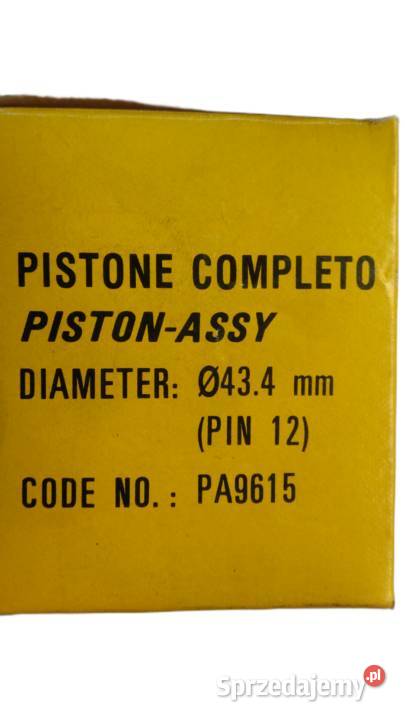 PISTONE COMPLETO
PISTON-ASSY
DIAMETER: Ø43.4 mm
(PIN 12)
CODE NO.: PA9615
Sprzedajemy.pl